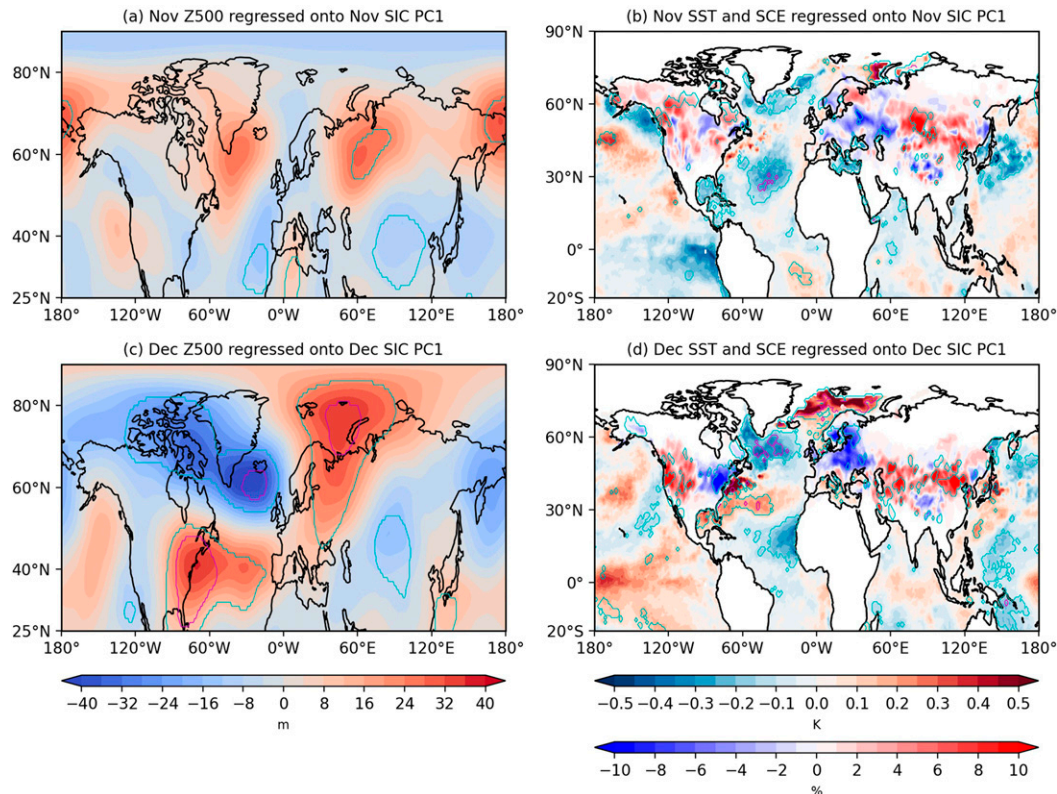 (a) Nov Z500 regressed onto Nov SIC PC1
80°N
60°N
40°N
25°N
180° 120°W 60°W 0°W 60°E 120°E 180°
(b) Nov SST and SCE regressed onto Nov SIC PC1
90°N
60°N
30°N
0°
20°S
180° 120°W 60°W 0°W 60°E 120°E 180°
(c) Dec Z500 regressed onto Dec SIC PC1
80°N
60°N
40°N
25°N
180° 120°W 60°W 0°W 60°E 120°E 180°
(d) Dec SST and SCE regressed onto Dec SIC PC1
90°N
60°N
30°N
0°
20°S
180° 120°W 60°W 0°W 60°E 120°E 180°
−40 −32 −24 −16 −8 0 8 16 24 32 40
m
−0.5 −0.4 −0.3 −0.2 −0.1 0.0 0.1 0.2 0.3 0.4 0.5
K
−10 −8 −6 −4 −2 0 2 4 6 8 10
%